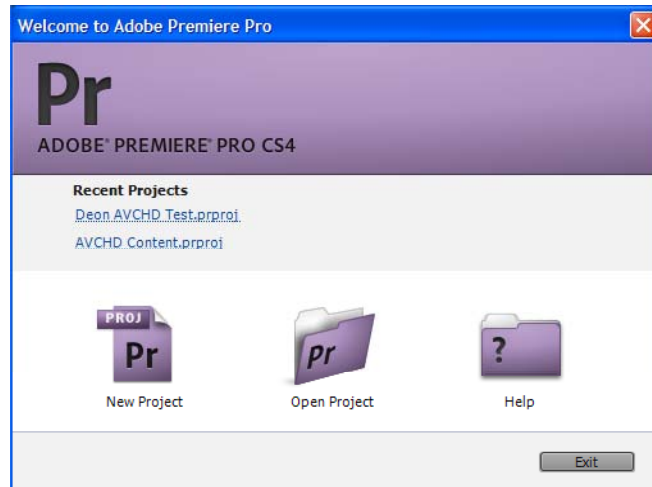 Welcome to Adobe Premiere Pro
Pr
ADOBE® PREMIERE® PRO CS4
Recent Projects
Deon AVCHD Test.prproj
AVCHD Content.prproj
PROJ
Pr
Pr
?
New Project
Open Project
Help
Exit